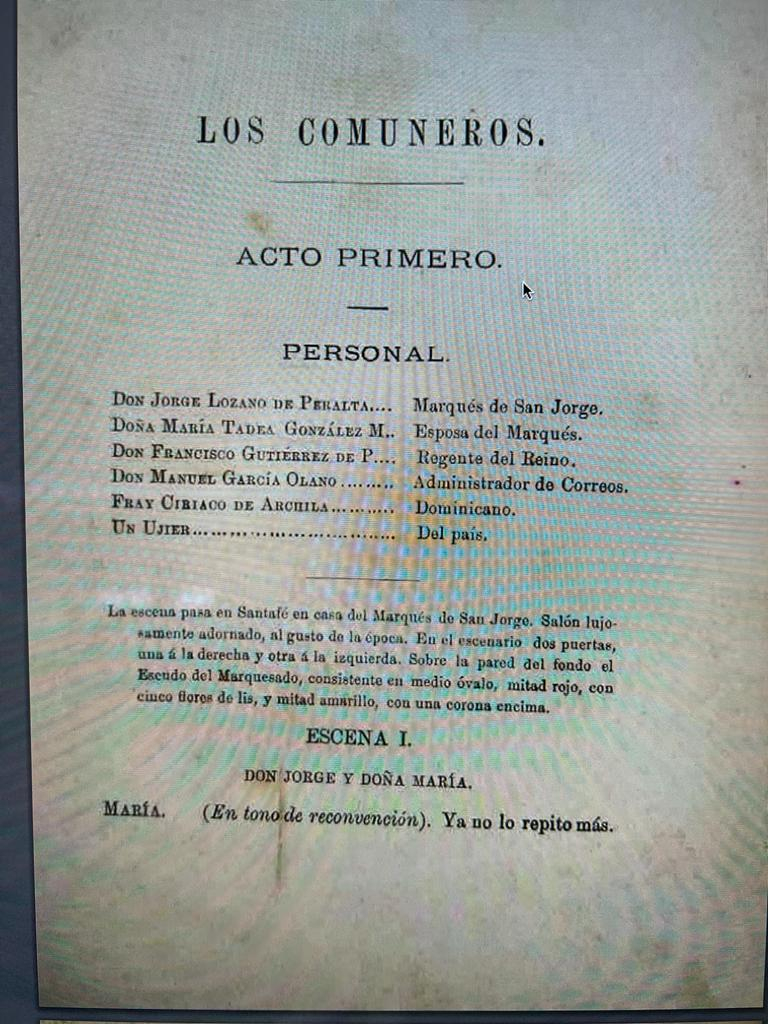 LOS COMUNEROS.
ACTO PRIMERO.
PERSONAL.
DON JORGE LOZANO DE PERALTA.... Marqués de San Jorge.
DOÑA MARÍA TADEA GONZÁLEZ M.. Esposa del Marqués.
DON FRANCISCO GUTIÉRREZ DE P.... Regente del Reino.
DON MANUEL GARCÍA OLANO ......... Administrador de Correos.
FRAY CIRIACO DE ARCHILA........... Dominicano.
UN UJIER.................................. Del país.
La escena pasa en Santafé en casa del Marqués de San Jorge. Salón lujo-
samente adornado, al gusto de la época. En el escenario dos puertas,
una á la derecha y otra á la izquierda. Sobre la pared del fondo el
Escudo del Marquesado, consistente en medio óvalo, mitad rojo, con
cinco flores de lis, y mitad amarillo, con una corona encima.
ESCENA I.
DON JORGE Y DOÑA MARÍA.
MARÍA. (En tono de reconvención). Ya no lo repito más.